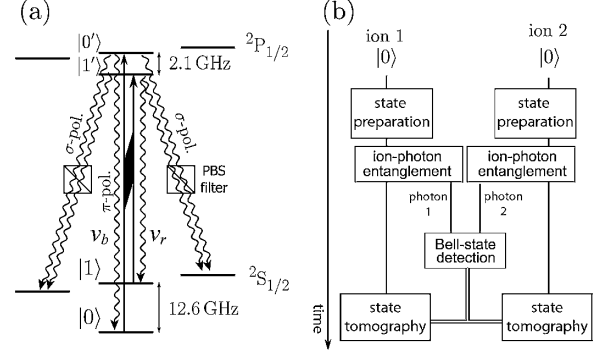 (a)
|0′⟩
|1′⟩
²P₁/₂
2.1 GHz
σ-pol.
σ-pol.
π-pol.
PBS
filter
ν_b
ν_r
|1⟩
²S₁/₂
|0⟩
12.6 GHz
(b)
ion 1
|0⟩
ion 2
|0⟩
state
preparation
state
preparation
ion-photon
entanglement
ion-photon
entanglement
photon
1
photon
2
Bell-state
detection
state
tomography
state
tomography
time